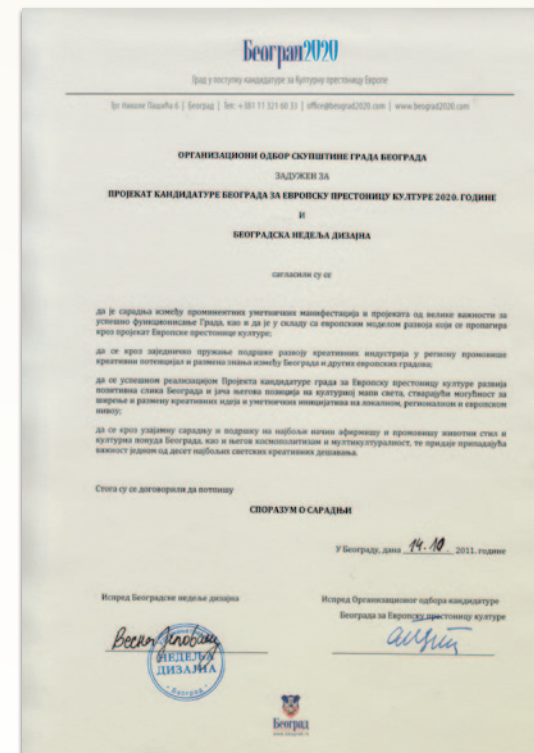 Београд2020
Град у поступку кандидатуре за Културну престоницу Европе
Трг Николе Пашића 6 | Београд | Тел: +381 11 321 60 33 | office@beograd2020.com | www.beograd2020.com
ОРГАНИЗАЦИОНИ ОДБОР СКУПШТИНЕ ГРАДА БЕОГРАДА
ЗАДУЖЕН ЗА
ПРОЈЕКАТ КАНДИДАТУРЕ БЕОГРАДА ЗА ЕВРОПСКУ ПРЕСТОНИЦУ КУЛТУРЕ 2020. ГОДИНЕ
И
БЕОГРАДСКА НЕДЕЉА ДИЗАЈНА
сагласили су се
да је сарадња између проминентних уметничких манифестација и пројеката од велике важности за
успешно функционисање Града, као и да је у складу са европским моделом развоја који се пропагира
кроз пројекат Европске престонице културе;
да се кроз заједничко пружање подршке развоју креативних индустрија у региону промовише
креативни потенцијал и размена знања између Београда и других европских градова;
да се успешном реализацијом Пројекта кандидатуре града за Европску престоницу културе развија
позитивна слика Београда и јача његова позиција на културној мапи света, стварајући могућност за
ширење и размену креативних идеја и уметничких иницијатива на локалном, регионалном и европском
нивоу;
да се кроз узајамну сарадњу и подршку на најбољи начин афирмишу и промовишу животни стил и
културна понуда Београда, као и његов космополитизам и мултикултуралност, те придаје припадајућа
важност једном од десет најбољих светских креативних дешавања.
Стога су се договорили да потпишу
СПОРАЗУМ О САРАДЊИ
У Београду, дана 14.10. 2011. године
Испред Београдске недеље дизајна
Испред Организационог одбора кандидатуре
Београда за Европску престоницу културе
Весна
НЕДЕЉА
ДИЗАЈНА
Београд
Београд
www.beograd.rs